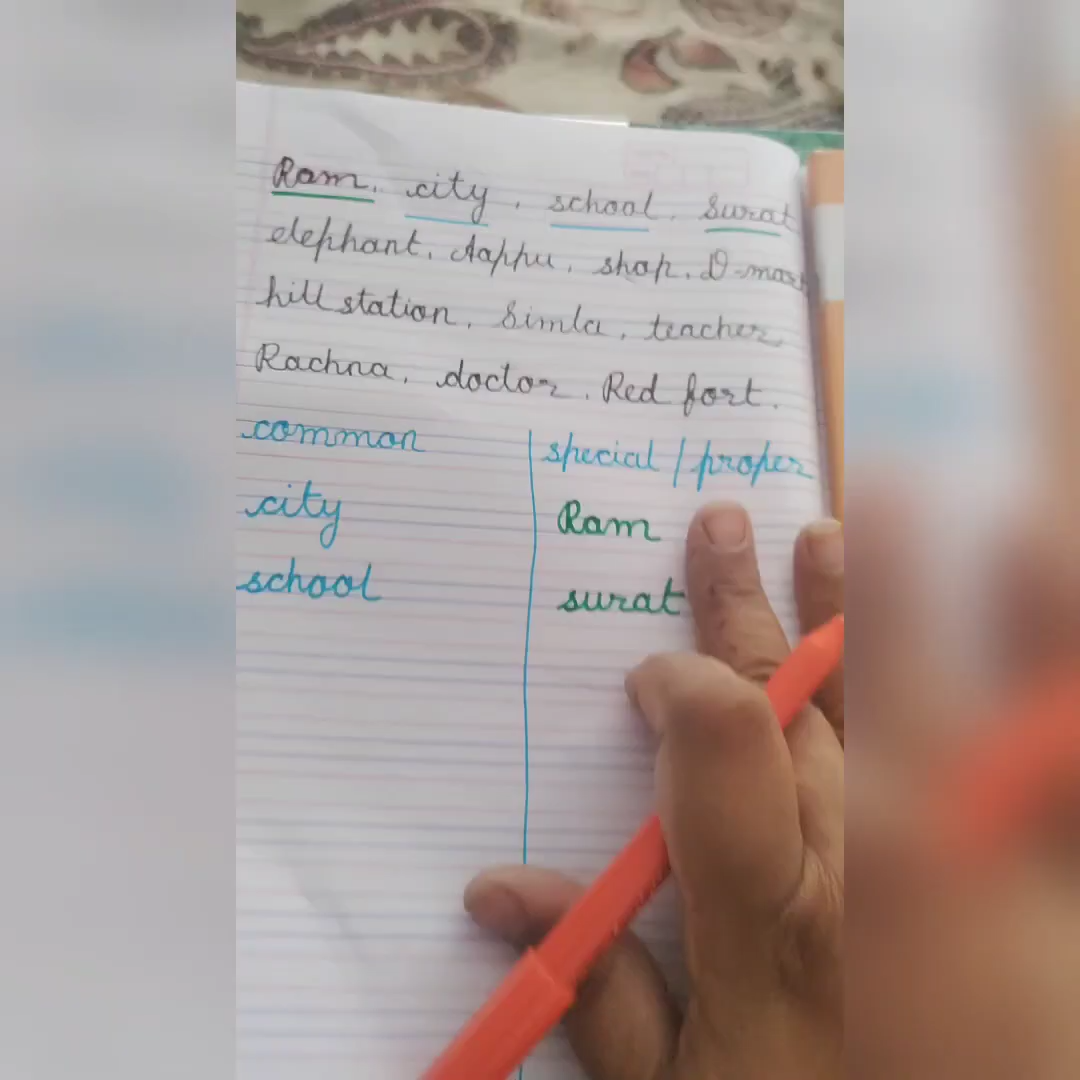 Ram. city, school. Surat
elephant. Aappu, shop. D-mart
hill station, Simla, teacher,
Rachna, doctor. Red fort.
common special / proper
city Ram
school surat